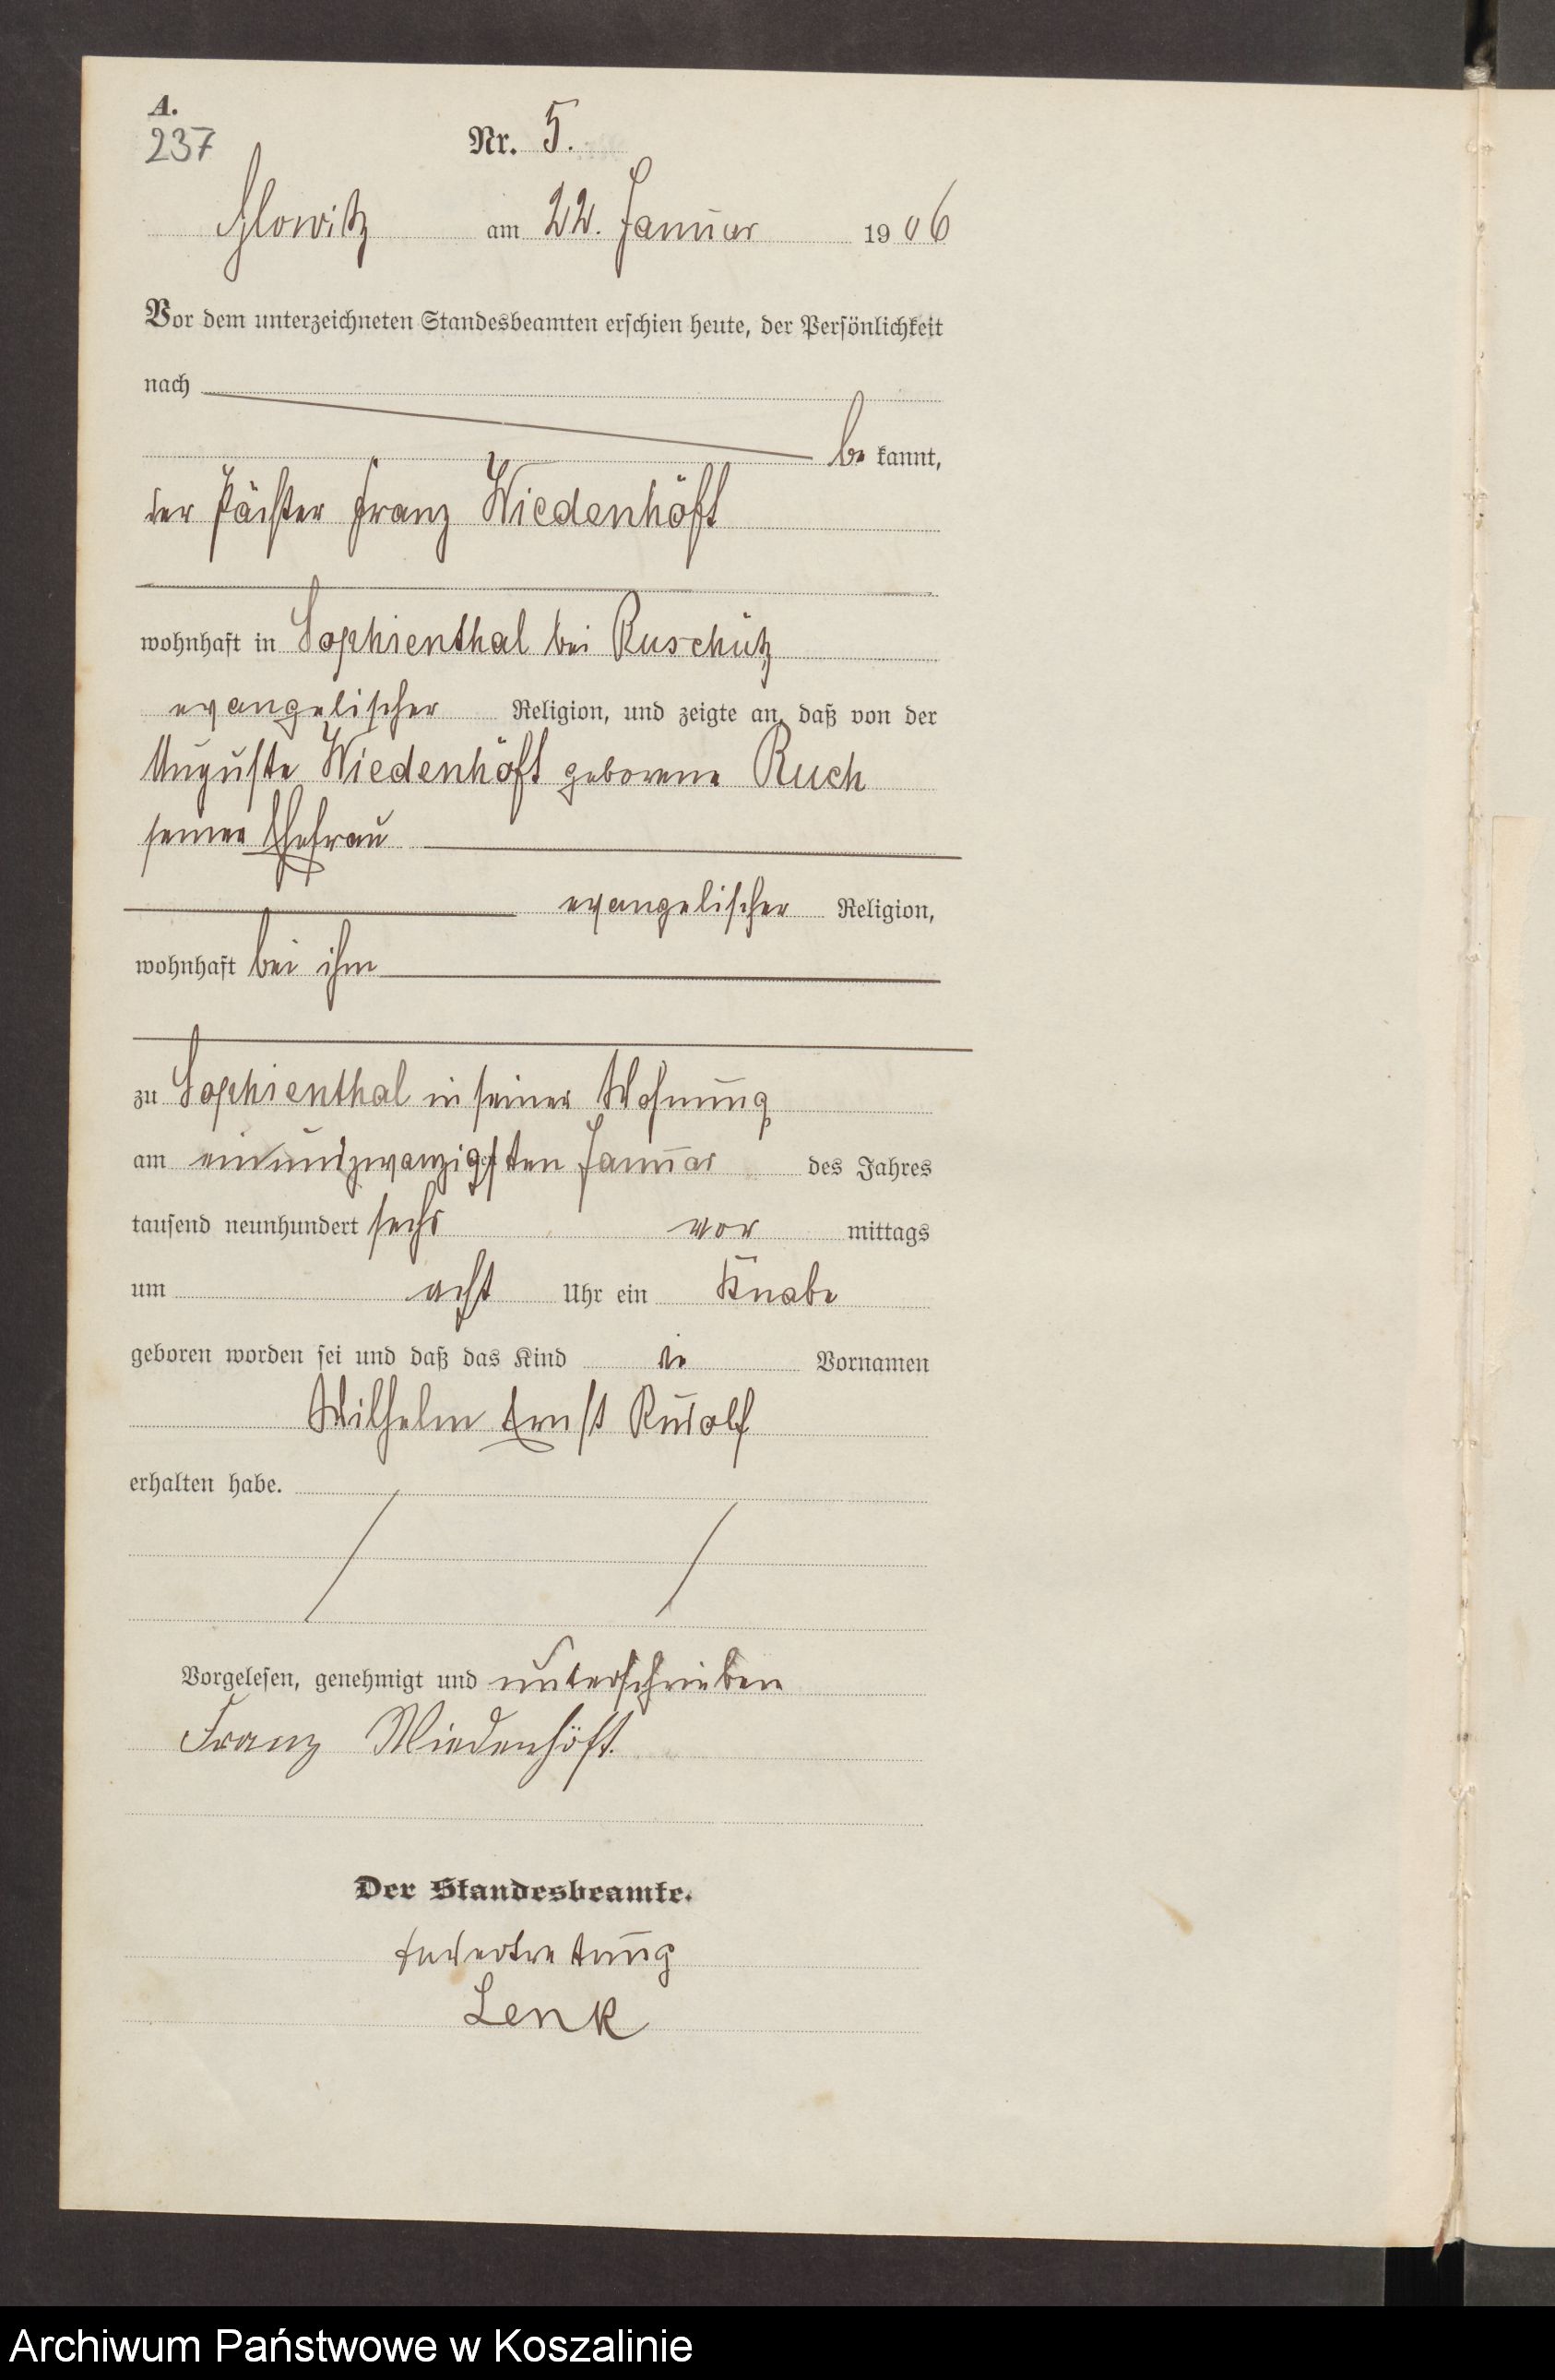 A.
237
Nr. 5.
Glowitz am 22. Januar 1906
Vor dem unterzeichneten Standesbeamten erschien heute, der Persönlichkeit
nach
be kannt,
der Pächter Franz Wiedenhöft
wohnhaft in Sophienthal bei Ruschütz
evangelischer Religion, und zeigte an, daß von der
Auguste Wiedenhöft geborene Ruch
seiner Ehefrau
evangelischer Religion,
wohnhaft bei ihm
zu Sophienthal in seiner Wohnung
am einundzwanzigsten Januar des Jahres
tausend neunhundert sechs vor mittags
um acht Uhr ein Knabe
geboren worden sei und daß das Kind die Vornamen
Wilhelm Ernst Rudolf
erhalten habe.
Vorgelesen, genehmigt und unterschrieben
Franz Wiedenhöft.
Der Standesbeamte.
Lenk
Archiwum Państwowe w Koszalinie